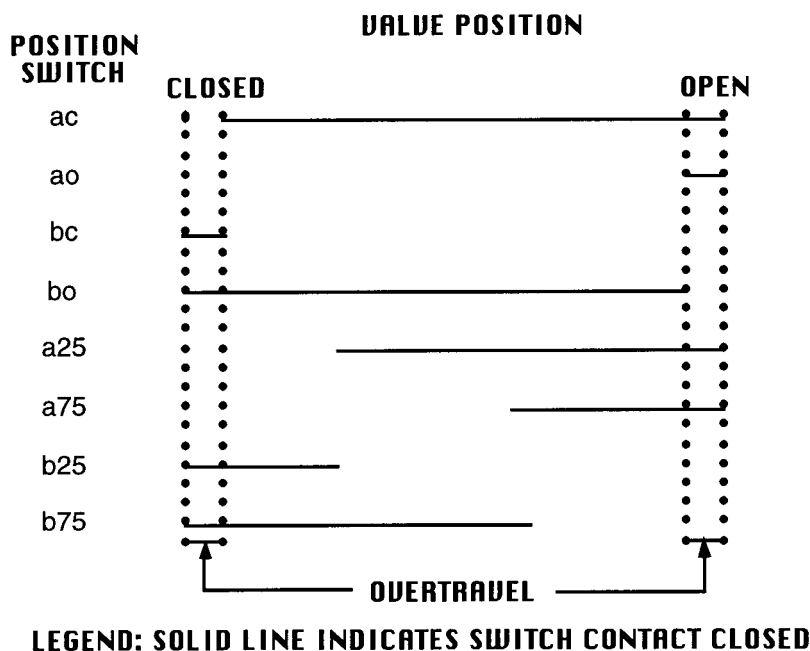 VALVE POSITION
POSITION
SWITCH
CLOSED
OPEN
ac
ao
bc
bo
a25
a75
b25
b75
OVERTRAVEL
LEGEND: SOLID LINE INDICATES SWITCH CONTACT CLOSED